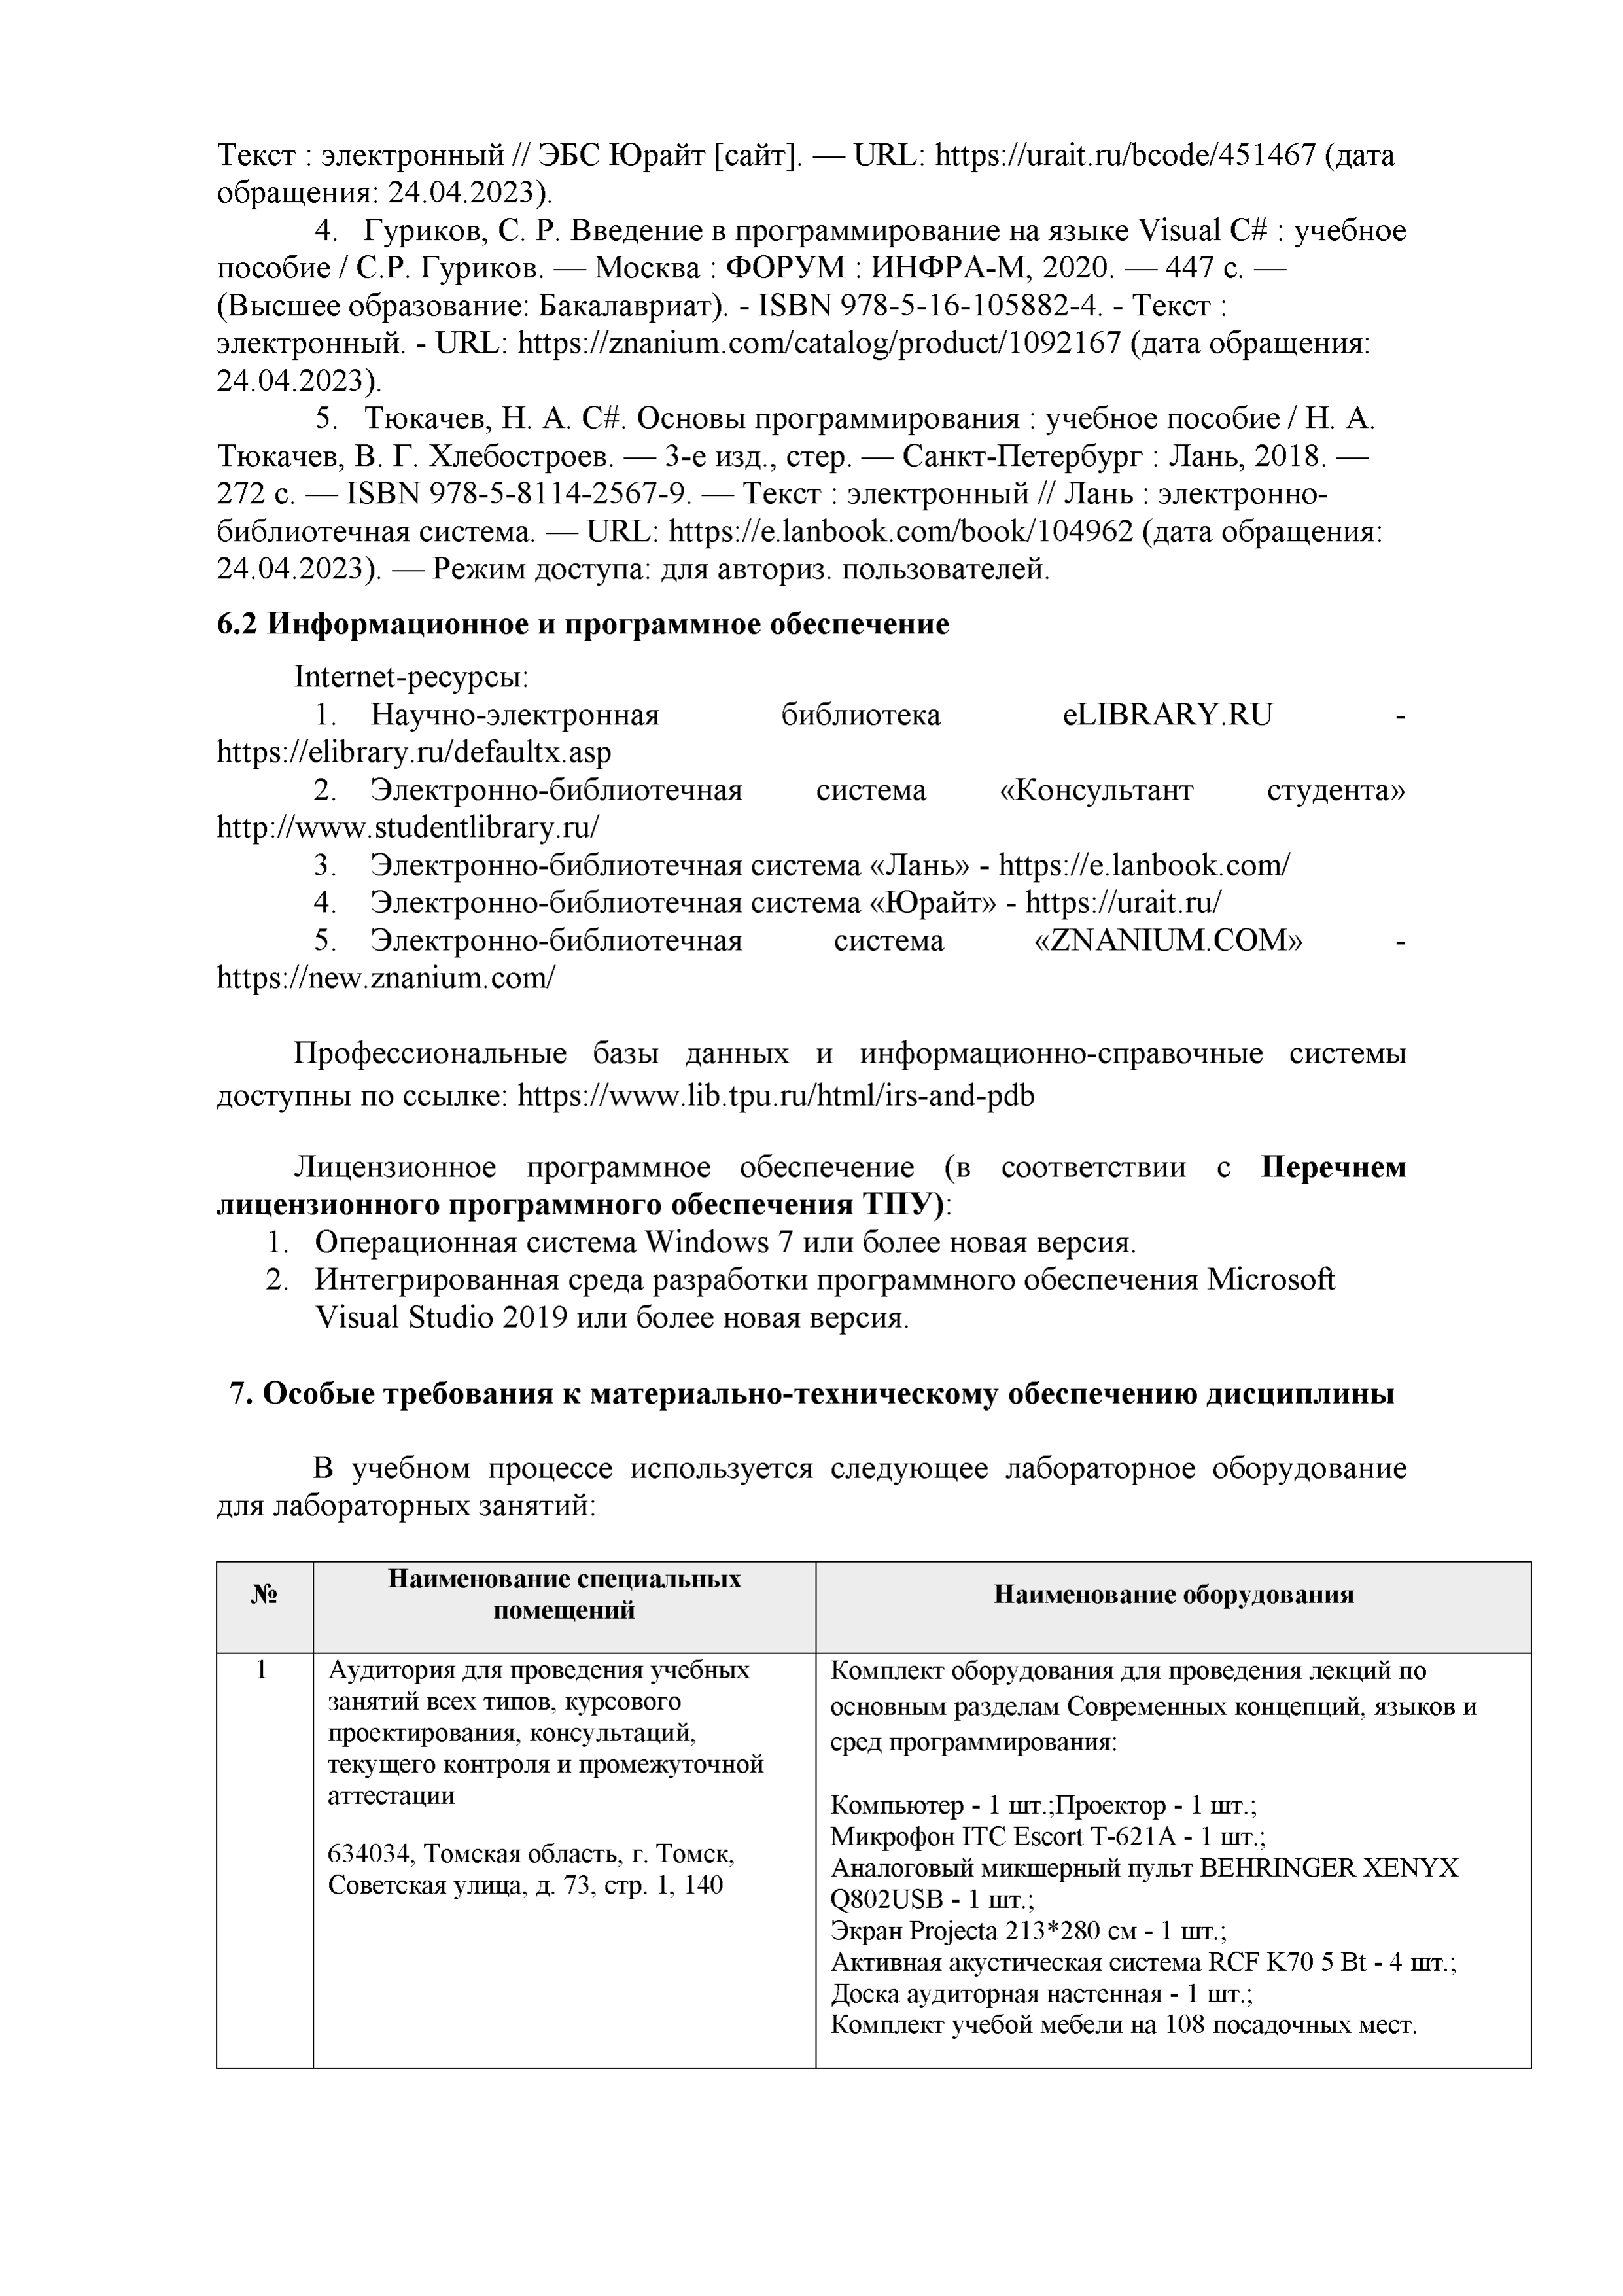 Текст : электронный // ЭБС Юрайт [сайт]. — URL: https://urait.ru/bcode/451467 (дата
обращения: 24.04.2023).
4. Гуриков, С. Р. Введение в программирование на языке Visual C# : учебное
пособие / С.Р. Гуриков. — Москва : ФОРУМ : ИНФРА-М, 2020. — 447 с. —
(Высшее образование: Бакалавриат). - ISBN 978-5-16-105882-4. - Текст :
электронный. - URL: https://znanium.com/catalog/product/1092167 (дата обращения:
24.04.2023).
5. Тюкачев, Н. А. C#. Основы программирования : учебное пособие / Н. А.
Тюкачев, В. Г. Хлебостроев. — 3-е изд., стер. — Санкт-Петербург : Лань, 2018. —
272 с. — ISBN 978-5-8114-2567-9. — Текст : электронный // Лань : электронно-
библиотечная система. — URL: https://e.lanbook.com/book/104962 (дата обращения:
24.04.2023). — Режим доступа: для авториз. пользователей.
6.2 Информационное и программное обеспечение
Internet-ресурсы:
1. Научно-электронная библиотека eLIBRARY.RU -
https://elibrary.ru/defaultx.asp
2. Электронно-библиотечная система «Консультант студента»
http://www.studentlibrary.ru/
3. Электронно-библиотечная система «Лань» - https://e.lanbook.com/
4. Электронно-библиотечная система «Юрайт» - https://urait.ru/
5. Электронно-библиотечная система «ZNANIUM.COM» -
https://new.znanium.com/
Профессиональные базы данных и информационно-справочные системы
доступны по ссылке: https://www.lib.tpu.ru/html/irs-and-pdb
Лицензионное программное обеспечение (в соответствии с Перечнем
лицензионного программного обеспечения ТПУ):
1. Операционная система Windows 7 или более новая версия.
2. Интегрированная среда разработки программного обеспечения Microsoft
Visual Studio 2019 или более новая версия.
7. Особые требования к материально-техническому обеспечению дисциплины
В учебном процессе используется следующее лабораторное оборудование
для лабораторных занятий:
№
Наименование специальных
помещений
Наименование оборудования
1
Аудитория для проведения учебных
занятий всех типов, курсового
проектирования, консультаций,
текущего контроля и промежуточной
аттестации
634034, Томская область, г. Томск,
Советская улица, д. 73, стр. 1, 140
Комплект оборудования для проведения лекций по
основным разделам Современных концепций, языков и
сред программирования:
Компьютер - 1 шт.;Проектор - 1 шт.;
Микрофон ITC Escort T-621A - 1 шт.;
Аналоговый микшерный пульт BEHRINGER XENYX
Q802USB - 1 шт.;
Экран Projecta 213*280 см - 1 шт.;
Активная акустическая система RCF K70 5 Bt - 4 шт.;
Доска аудиторная настенная - 1 шт.;
Комплект учебой мебели на 108 посадочных мест.